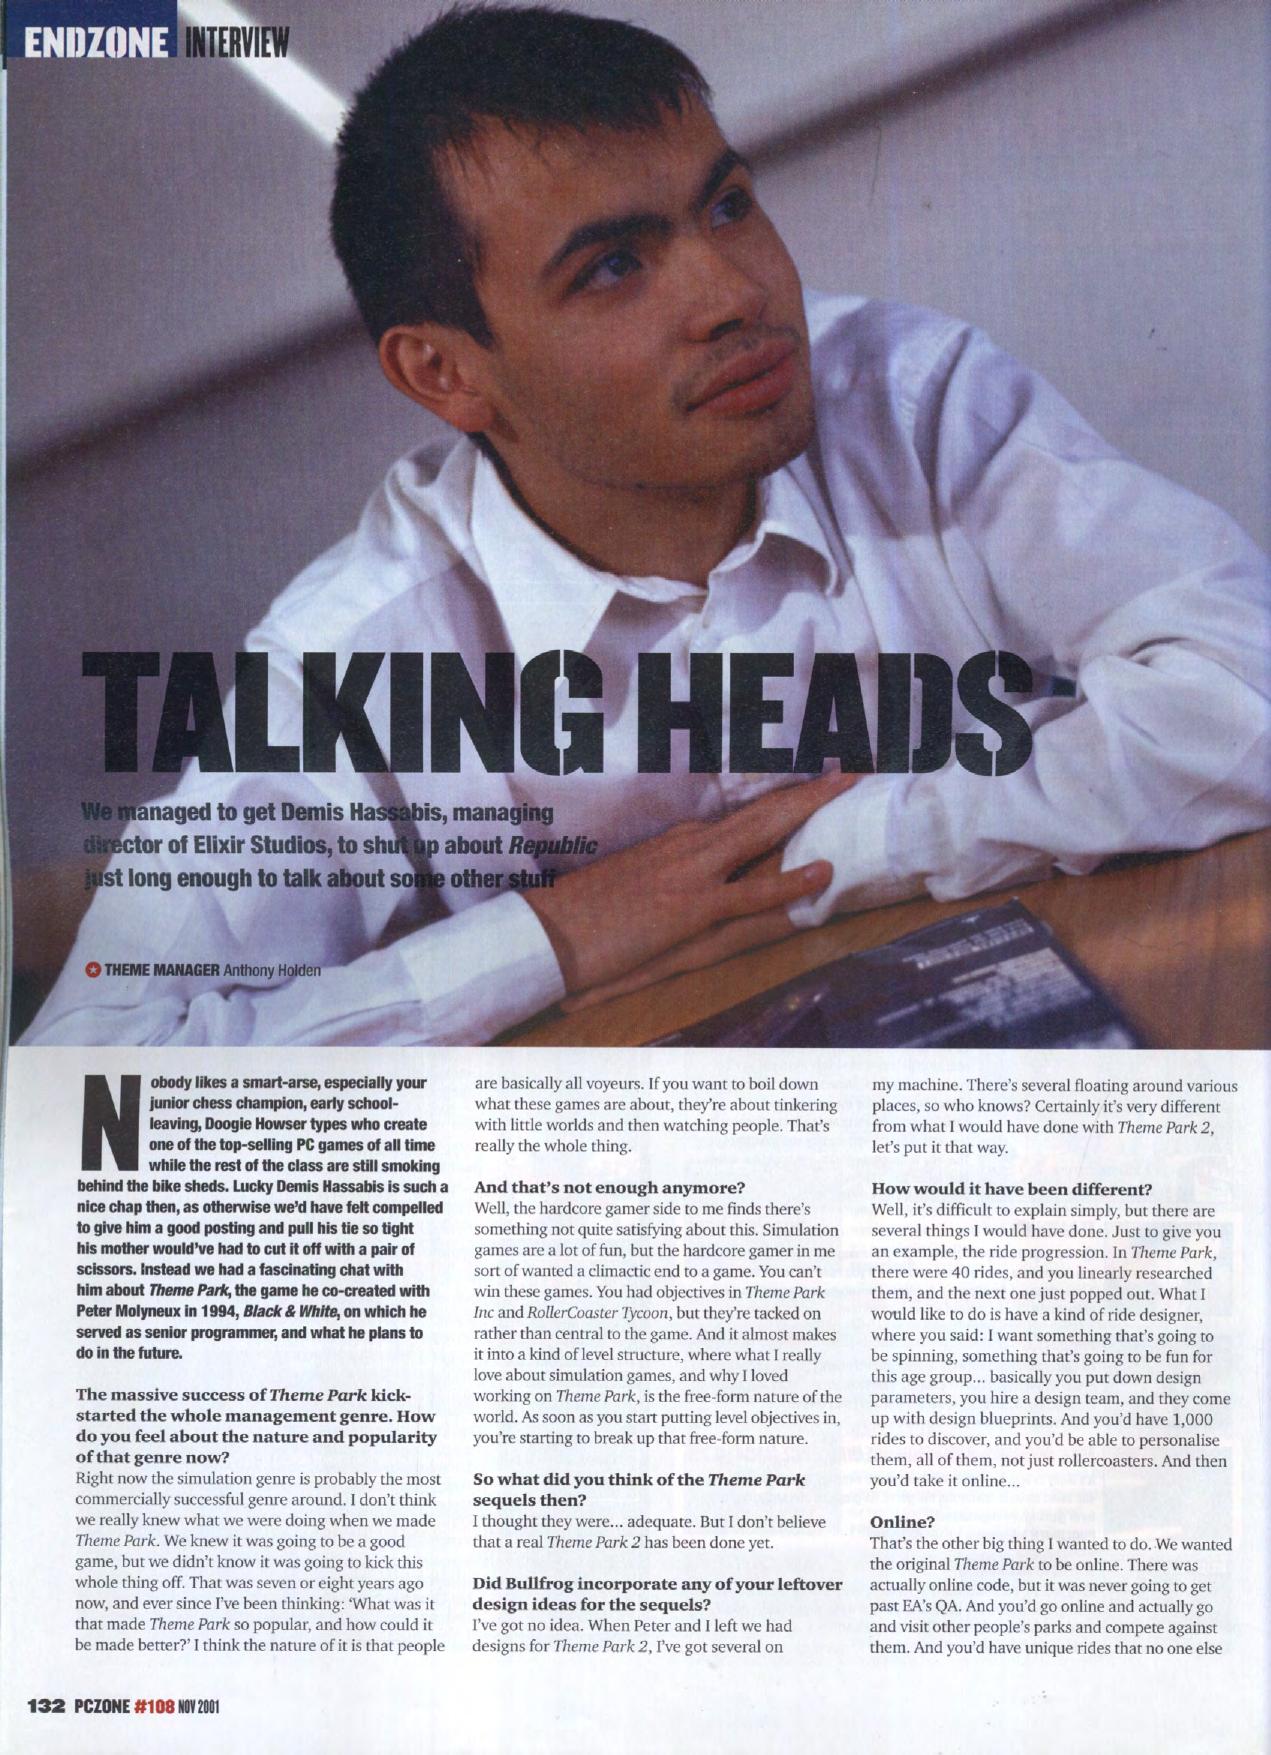 ENDZONE INTERVIEW
TALKING HEADS
We managed to get Demis Hassabis, managing
director of Elixir Studios, to shut up about Republic
just long enough to talk about some other stuff
THEME MANAGER Anthony Holden
Nobody likes a smart-arse, especially your
junior chess champion, early school-
leaving, Doogie Howser types who create
one of the top-selling PC games of all time
while the rest of the class are still smoking
behind the bike sheds. Lucky Demis Hassabis is such a
nice chap then, as otherwise we'd have felt compelled
to give him a good posting and pull his tie so tight
his mother would've had to cut it off with a pair of
scissors. Instead we had a fascinating chat with
him about Theme Park, the game he co-created with
Peter Molyneux in 1994, Black & White, on which he
served as senior programmer, and what he plans to
do in the future.
The massive success of Theme Park kick-
started the whole management genre. How
do you feel about the nature and popularity
of that genre now?
Right now the simulation genre is probably the most
commercially successful genre around. I don't think
we really knew what we were doing when we made
Theme Park. We knew it was going to be a good
game, but we didn't know it was going to kick this
whole thing off. That was seven or eight years ago
now, and ever since I've been thinking: 'What was it
that made Theme Park so popular, and how could it
be made better?' I think the nature of it is that people
are basically all voyeurs. If you want to boil down
what these games are about, they're about tinkering
with little worlds and then watching people. That's
really the whole thing.
And that's not enough anymore?
Well, the hardcore gamer side to me finds there's
something not quite satisfying about this. Simulation
games are a lot of fun, but the hardcore gamer in me
sort of wanted a climactic end to a game. You can't
win these games. You had objectives in Theme Park
Inc and RollerCoaster Tycoon, but they're tacked on
rather than central to the game. And it almost makes
it into a kind of level structure, where what I really
love about simulation games, and why I loved
working on Theme Park, is the free-form nature of the
world. As soon as you start putting level objectives in,
you're starting to break up that free-form nature.
So what did you think of the Theme Park
sequels then?
I thought they were... adequate. But I don't believe
that a real Theme Park 2 has been done yet.
Did Bullfrog incorporate any of your leftover
design ideas for the sequels?
I've got no idea. When Peter and I left we had
designs for Theme Park 2, I've got several on
my machine. There's several floating around various
places, so who knows? Certainly it's very different
from what I would have done with Theme Park 2,
let's put it that way.
How would it have been different?
Well, it's difficult to explain simply, but there are
several things I would have done. Just to give you
an example, the ride progression. In Theme Park,
there were 40 rides, and you linearly researched
them, and the next one just popped out. What I
would like to do is have a kind of ride designer,
where you said: I want something that's going to
be spinning, something that's going to be fun for
this age group... basically you put down design
parameters, you hire a design team, and they come
up with design blueprints. And you'd have 1,000
rides to discover, and you'd be able to personalise
them, all of them, not just rollercoasters. And then
you'd take it online...
Online?
That's the other big thing I wanted to do. We wanted
the original Theme Park to be online. There was
actually online code, but it was never going to get
past EA's QA. And you'd go online and actually go
and visit other people's parks and compete against
them. And you'd have unique rides that no one else
132 PCZONE #108 NOV 2001